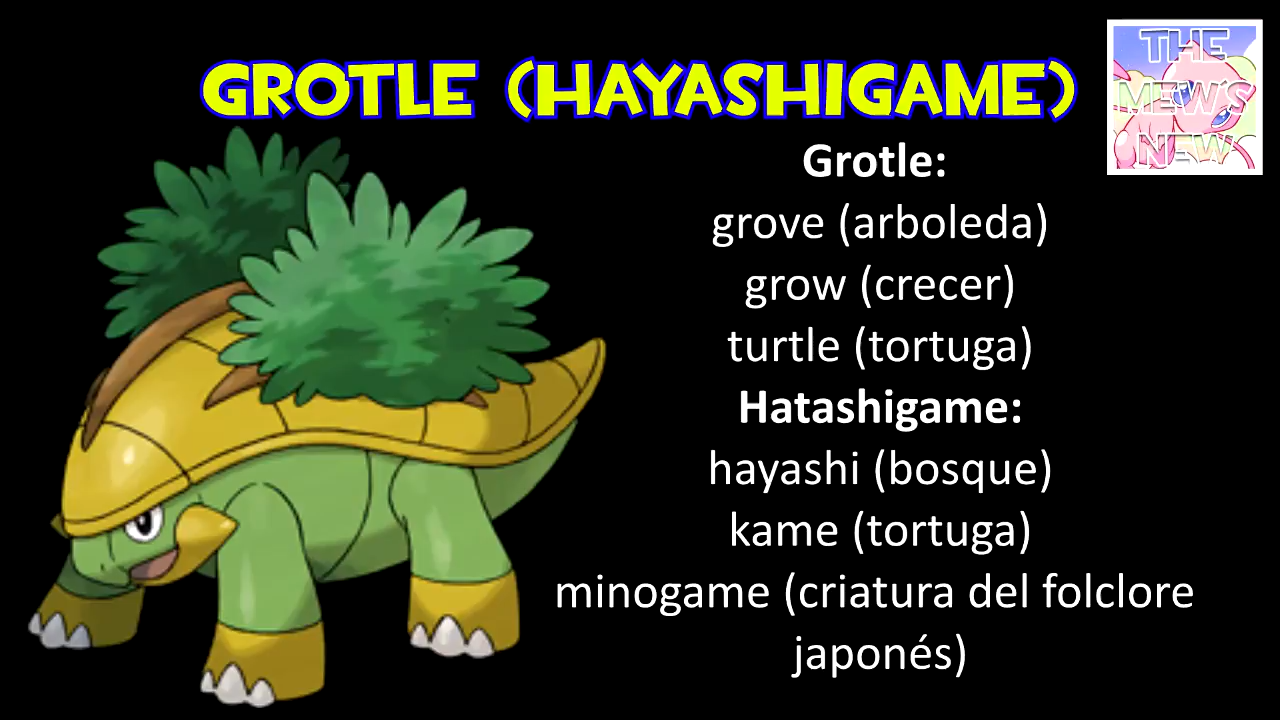 GROTLE (HAYASHIGAME)
THE
MEW'S
NEW
Grotle:
grove (arboleda)
grow (crecer)
turtle (tortuga)
Hatashigame:
hayashi (bosque)
kame (tortuga)
minogame (criatura del folclore
japonés)